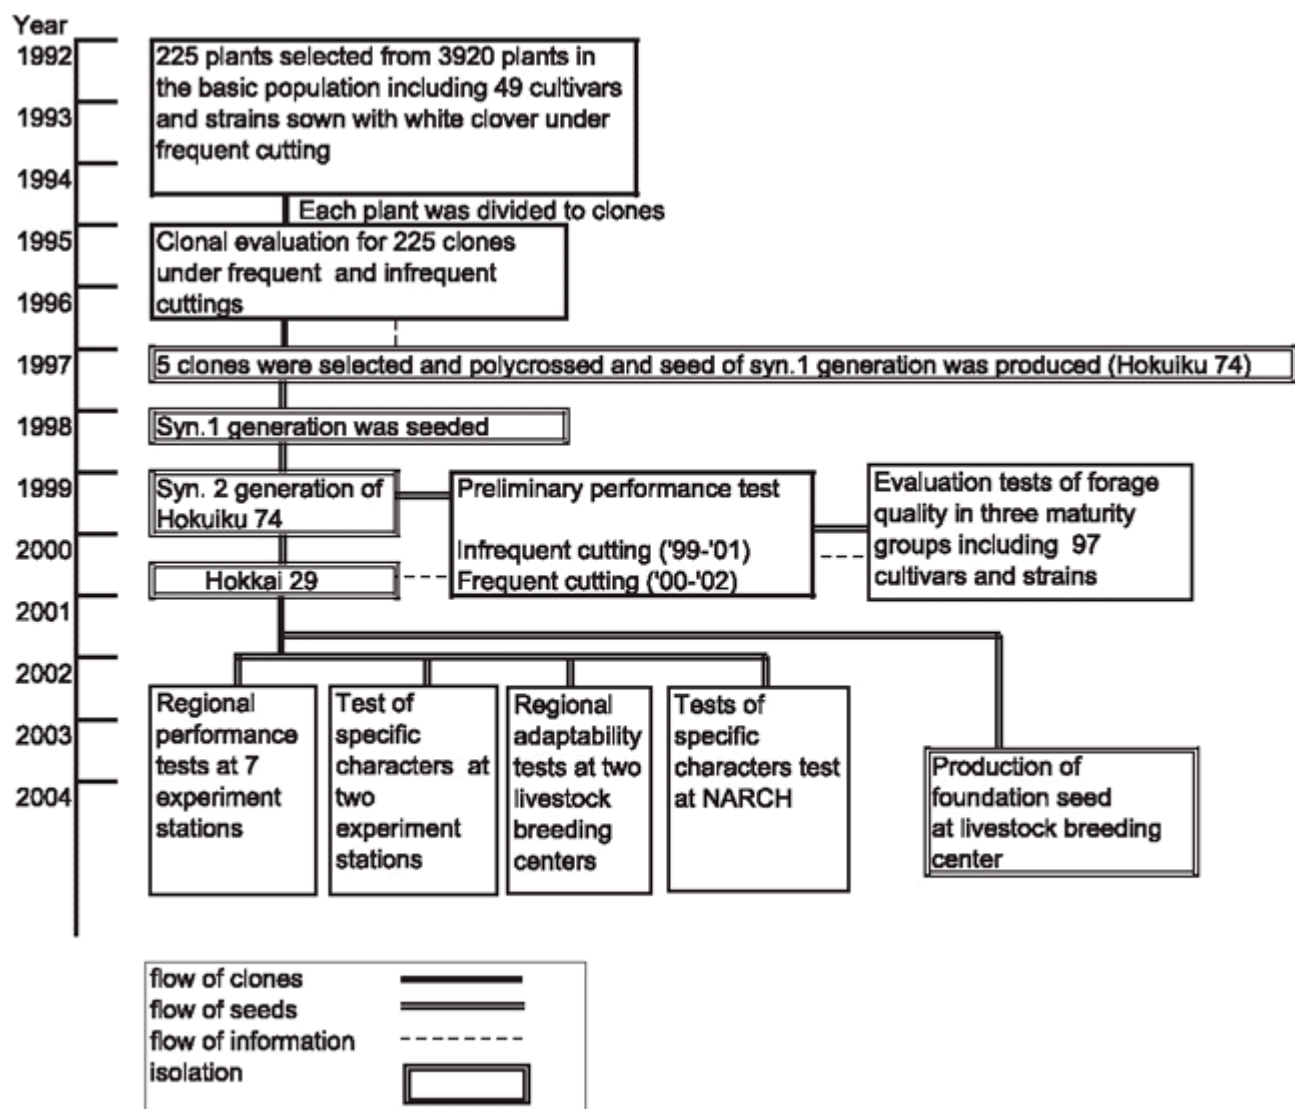 Year
1992
1993
1994
1995
1996
1997
1998
1999
2000
2001
2002
2003
2004
225 plants selected from 3920 plants in
the basic population including 49 cultivars
and strains sown with white clover under
frequent cutting
Each plant was divided to clones
Clonal evaluation for 225 clones
under frequent and infrequent
cuttings
5 clones were selected and polycrossed and seed of syn.1 generation was produced (Hokuiku 74)
Syn.1 generation was seeded
Syn. 2 generation of
Hokuiku 74
Preliminary performance test
Infrequent cutting ('99-'01)
Frequent cutting ('00-'02)
Evaluation tests of forage
quality in three maturity
groups including 97
cultivars and strains
Hokkai 29
Regional
performance
tests at 7
experiment
stations
Test of
specific
characters at
two
experiment
stations
Regional
adaptability
tests at two
livestock
breeding
centers
Tests of
specific
characters test
at NARCH
Production of
foundation seed
at livestock breeding
center
flow of clones
flow of seeds
flow of information
isolation